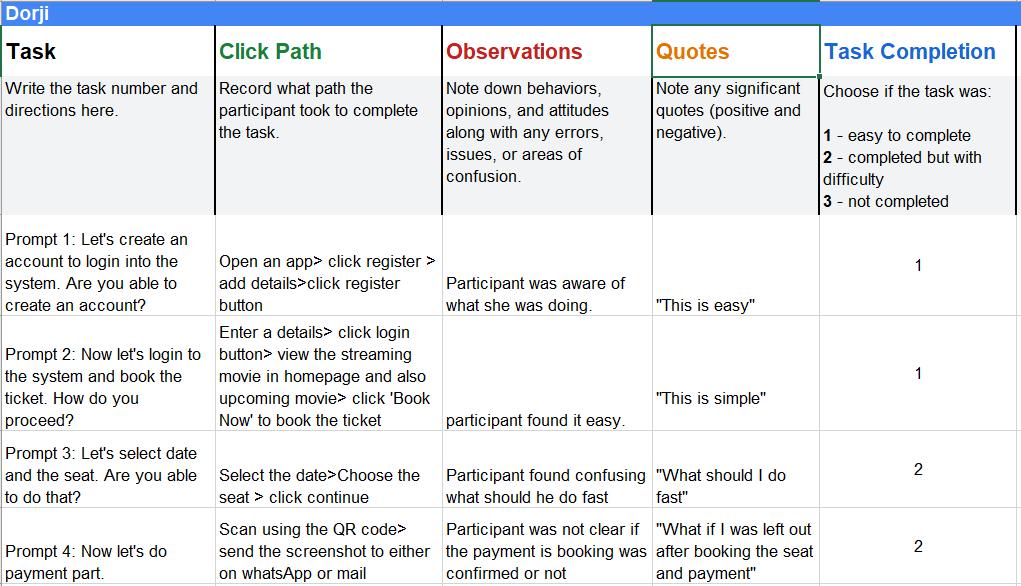 Dorji
Task
Click Path
Observations
Quotes
Task Completion
Write the task number and
directions here.
Record what path the
participant took to complete
the task.
Note down behaviors,
opinions, and attitudes
along with any errors,
issues, or areas of
confusion.
Note any significant
quotes (positive and
negative).
Choose if the task was:
1 - easy to complete
2 - completed but with
difficulty
3 - not completed
Prompt 1: Let's create an
account to login into the
system. Are you able to
create an account?
Open an app> click register >
add details>click register
button
Participant was aware of
what she was doing.
"This is easy"
1
Prompt 2: Now let's login to
the system and book the
ticket. How do you
proceed?
Enter a details> click login
button> view the streaming
movie in homepage and also
upcoming movie> click 'Book
Now' to book the ticket
participant found it easy.
"This is simple"
1
Prompt 3: Let's select date
and the seat. Are you able
to do that?
Select the date>Choose the
seat > click continue
Participant found confusing
what should he do fast
"What should I do
fast"
2
Prompt 4: Now let's do
payment part.
Scan using the QR code>
send the screenshot to either
on whatsApp or mail
Participant was not clear if
the payment is booking was
confirmed or not
"What if I was left out
after booking the seat
and payment"
2